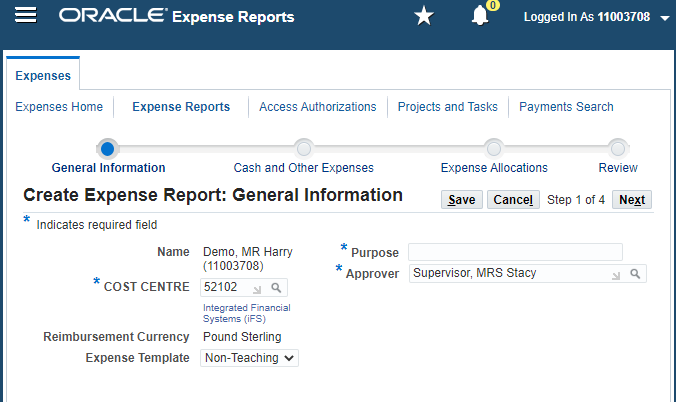 ORACLE Expense Reports
0
Logged In As 11003708
Expenses
Expenses Home Expense Reports Access Authorizations Projects and Tasks Payments Search
General Information Cash and Other Expenses Expense Allocations Review
Create Expense Report: General Information Save Cancel Step 1 of 4 Next
* Indicates required field
Name Demo, MR Harry
(11003708)
* Purpose
* Approver Supervisor, MRS Stacy
* COST CENTRE 52102
Integrated Financial
Systems (iFS)
Reimbursement Currency Pound Sterling
Expense Template Non-Teaching